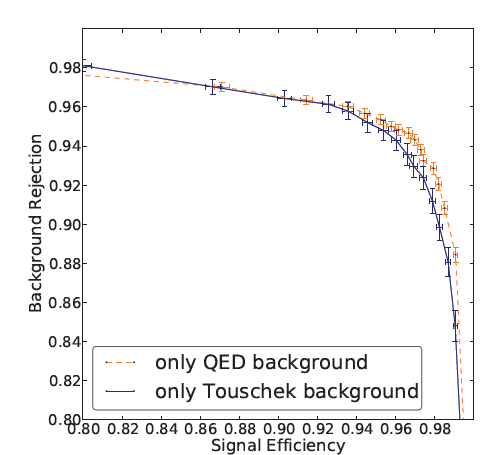 0.98
0.96
0.94
0.92
0.90
0.88
0.86
0.84
0.82
0.80
Background Rejection
only QED background
only Touschek background
0.80 0.82 0.84 0.86 0.88 0.90 0.92 0.94 0.96 0.98
Signal Efficiency